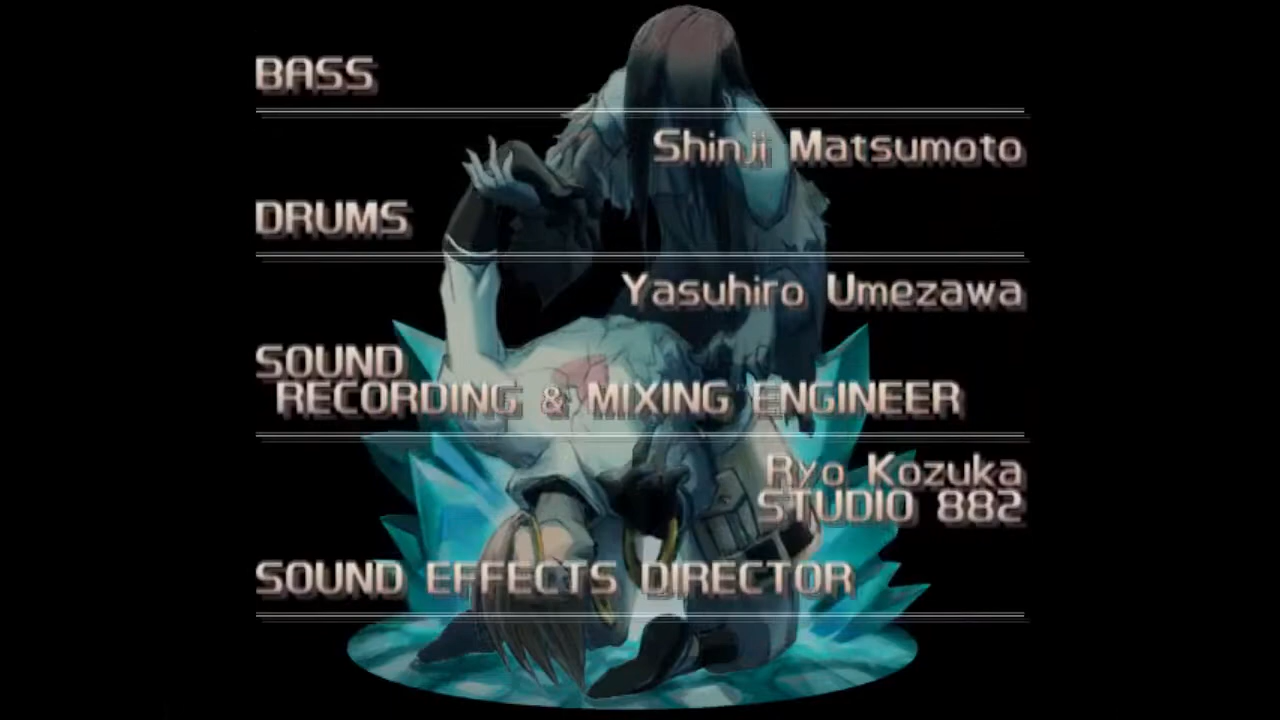 BASS
Shinji Matsumoto
DRUMS
Yasuhiro Umezawa
SOUND
RECORDING & MIXING ENGINEER
Ryo Kozuka
STUDIO 882
SOUND EFFECTS DIRECTOR